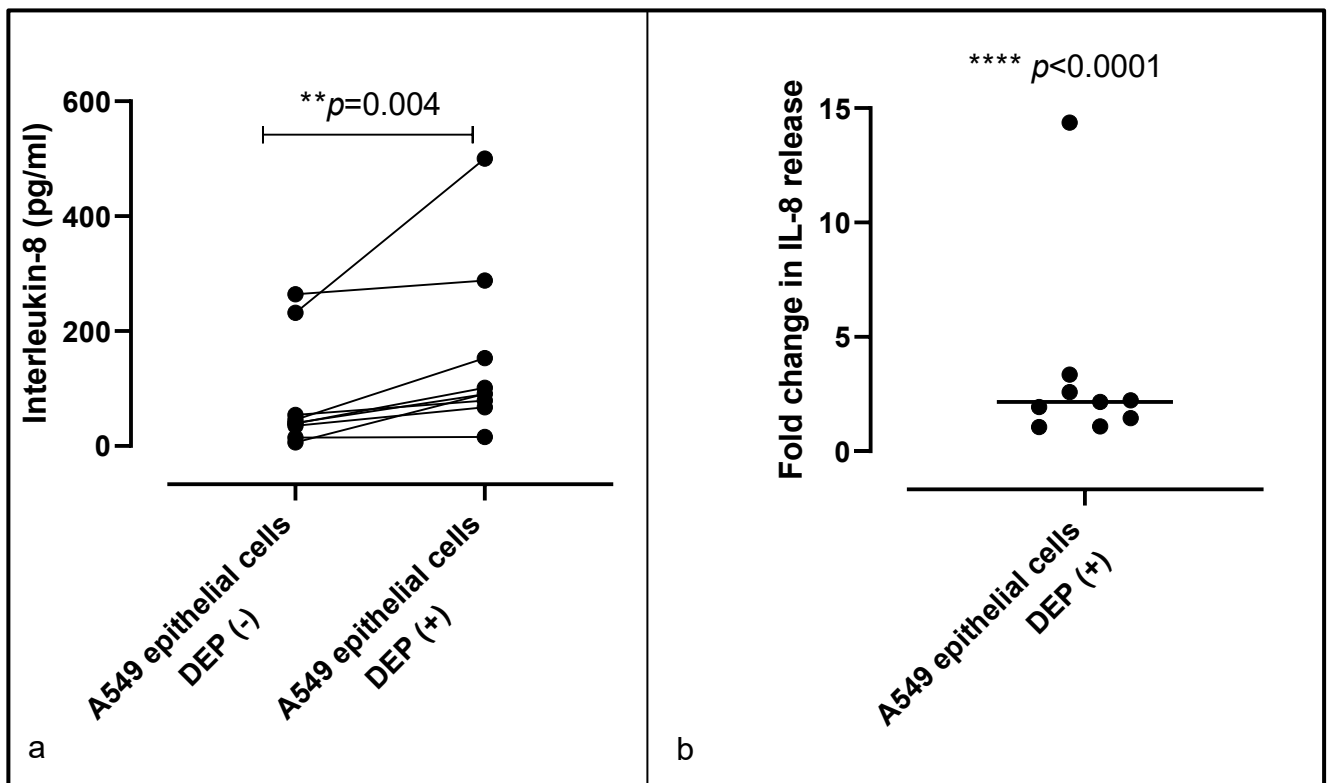 **p=0.004
600
400
200
0
Interleukin-8 (pg/ml)
A549 epithelial cells
DEP (-)
A549 epithelial cells
DEP (+)
a
**** p<0.0001
15
10
5
0
Fold change in IL-8 release
A549 epithelial cells
DEP (+)
b